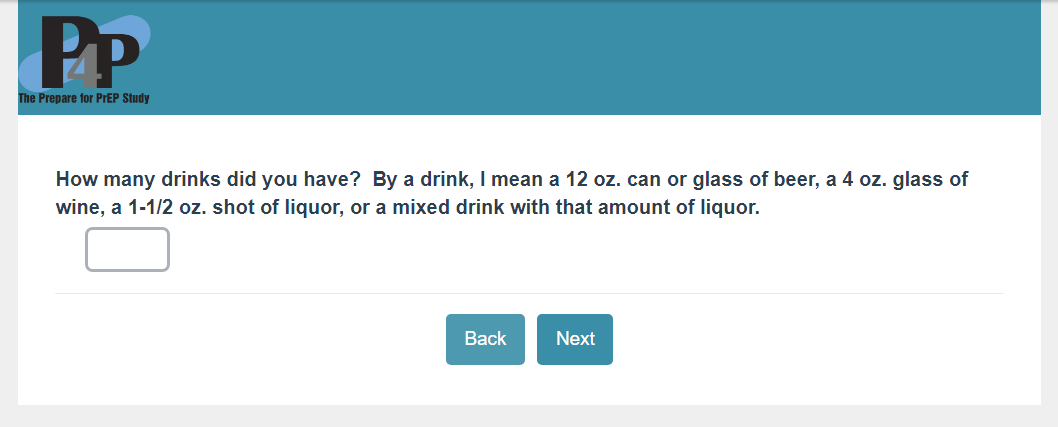 P4P
The Prepare for PrEP Study
How many drinks did you have?  By a drink, I mean a 12 oz. can or glass of beer, a 4 oz. glass of
wine, a 1-1/2 oz. shot of liquor, or a mixed drink with that amount of liquor.
Back Next